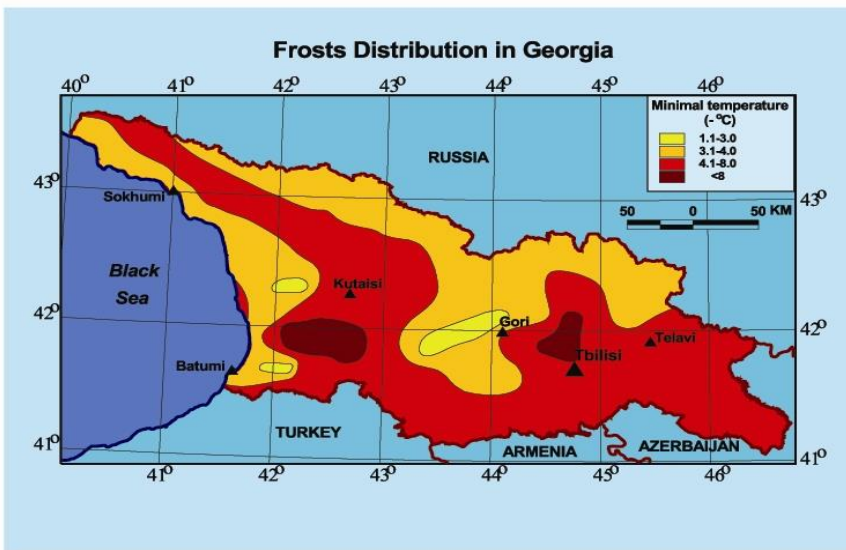 Frosts Distribution in Georgia
40° 41° 42° 43° 44° 45° 46°
Minimal temperature
(-°C)
1.1-3.0
3.1-4.0
4.1-8.0
<8
RUSSIA
43° 43°
Sokhumi
50 0 50 KM
Black
Sea
Kutaisi
42° 42°
Gori
Telavi
Tbilisi
Batumi
TURKEY
ARMENIA
AZERBAIJAN
41° 41°
41° 42° 43° 44° 45° 46°